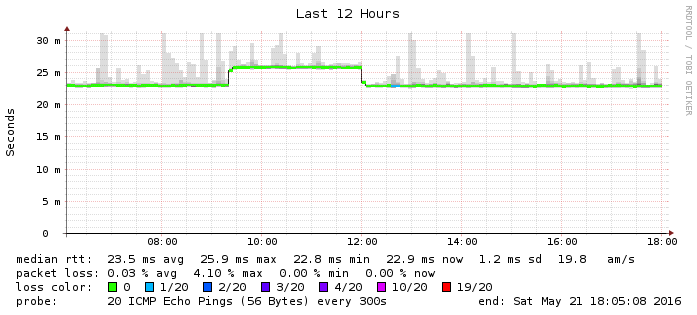 Last 12 Hours
RRDTOOL / TOBI OETIKER
Seconds
30 m
25 m
20 m
15 m
10 m
5 m
0
08:00 10:00 12:00 14:00 16:00 18:00
median rtt: 23.5 ms avg 25.9 ms max 22.8 ms min 22.9 ms now 1.2 ms sd 19.8 am/s
packet loss: 0.03 % avg 4.10 % max 0.00 % min 0.00 % now
loss color: 0 1/20 2/20 3/20 4/20 10/20 19/20
probe: 20 ICMP Echo Pings (56 Bytes) every 300s end: Sat May 21 18:05:08 2016